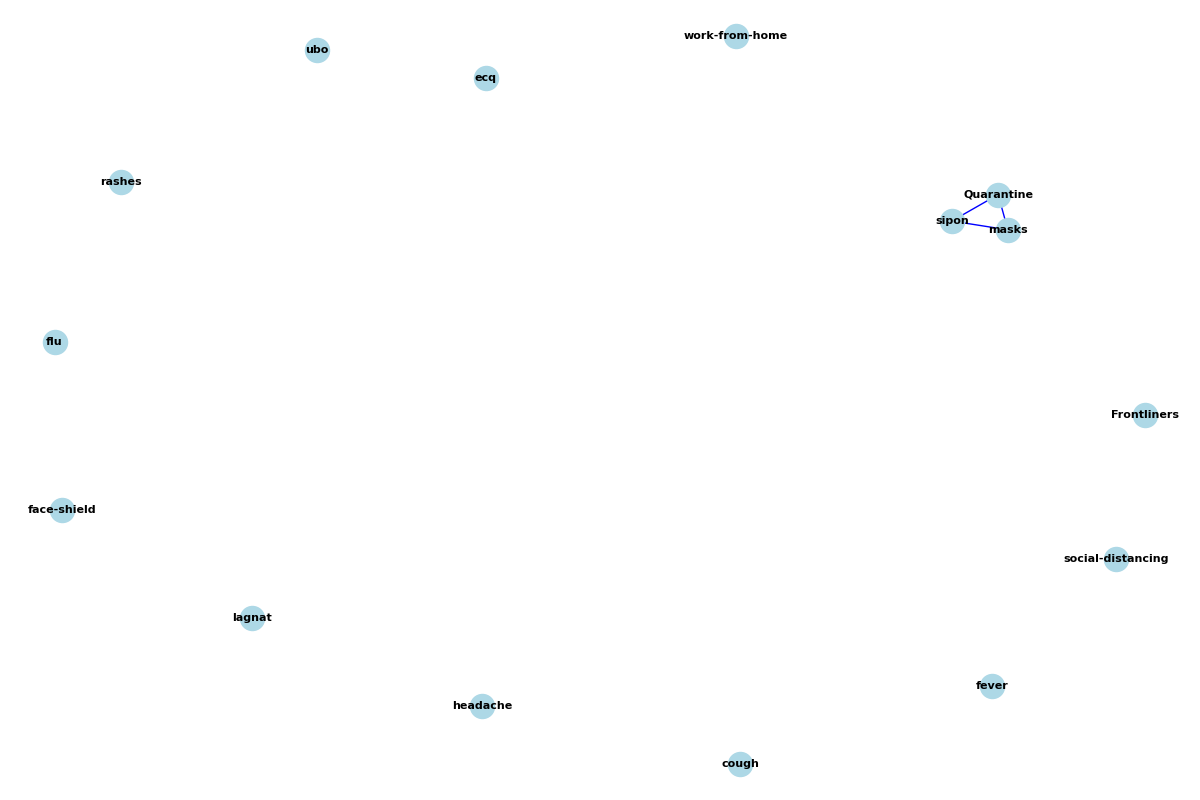 work-from-home
ubo
ecq
rashes
Quarantine
sipon
masks
flu
Frontliners
face-shield
social-distancing
lagnat
fever
headache
cough